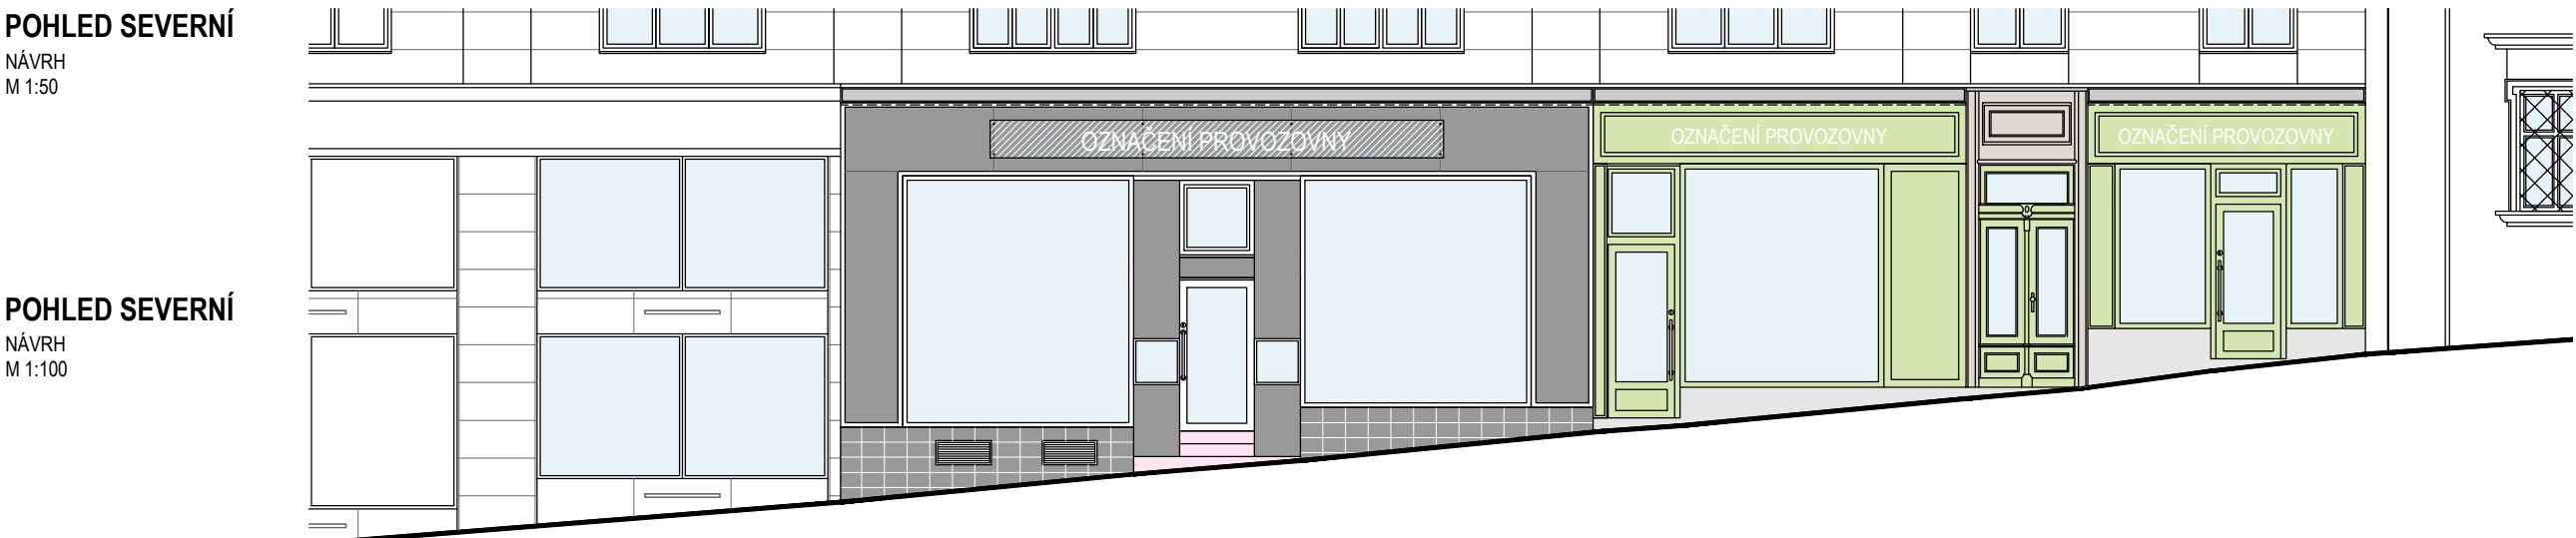 POHLED SEVERNÍ
NÁVRH
M 1:50
OZNAČENÍ PROVOZOVNY
OZNAČENÍ PROVOZOVNY
OZNAČENÍ PROVOZOVNY
POHLED SEVERNÍ
NÁVRH
M 1:100